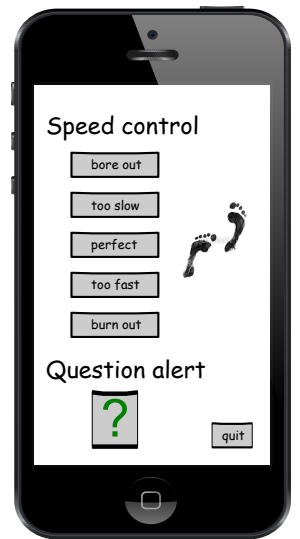 Speed control
bore out
too slow
perfect
too fast
burn out
Question alert
?
quit